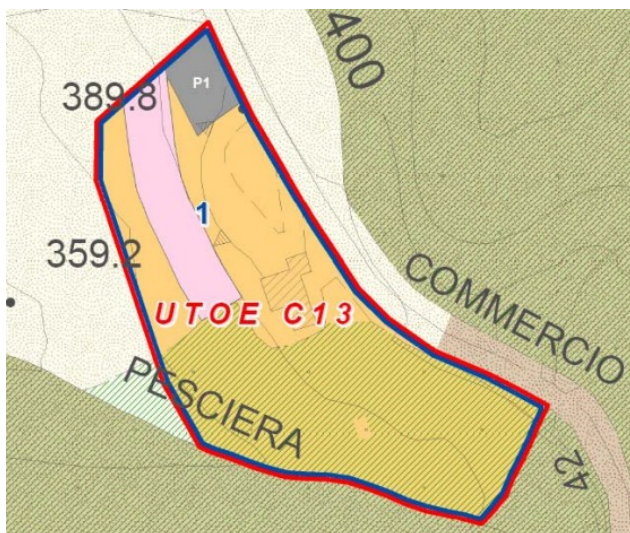 400
P1
389.8
1
359.2
COMMERCIO
UTOE C13
PESCIERA
42